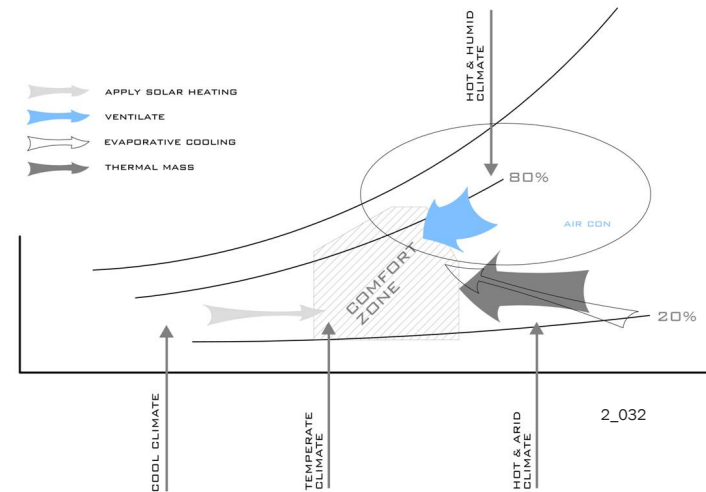 APPLY SOLAR HEATING
VENTILATE
EVAPORATIVE COOLING
THERMAL MASS
HOT & HUMID
CLIMATE
80%
AIR CON
COMFORT
ZONE
20%
2_032
COOL CLIMATE
TEMPERATE
CLIMATE
HOT & ARID
CLIMATE